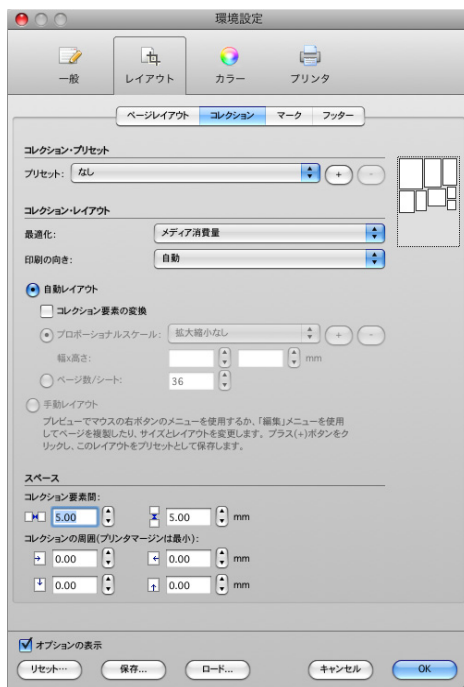 環境設定
一般 レイアウト カラー プリンタ
ページレイアウト コレクション マーク フッター
コレクション・プリセット
プリセット: なし + -
コレクション・レイアウト
最適化: メディア消費量
印刷の向き: 自動
自動レイアウト
コレクション要素の変換
プロポーショナルスケール: 拡大縮小なし + -
幅x高さ: mm
ページ数/シート: 36
手動レイアウト
プレビューでマウスの右ボタンのメニューを使用するか、「編集」メニューを使用
してページを複製したり、サイズとレイアウトを変更します。プラス(+)ボタンをク
リックし、このレイアウトをプリセットとして保存します。
スペース
コレクション要素間:
5.00 5.00 mm
コレクションの周囲(プリンタマージンは最小):
0.00 0.00 mm
0.00 0.00 mm
オプションの表示
リセット… 保存... ロード... キャンセル OK